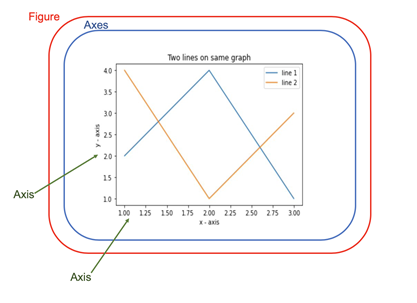 Figure
Axes
Two lines on same graph
line 1
line 2
4.0
3.5
3.0
2.5
2.0
1.5
1.0
y - axis
1.00 1.25 1.50 1.75 2.00 2.25 2.50 2.75 3.00
x - axis
Axis
Axis